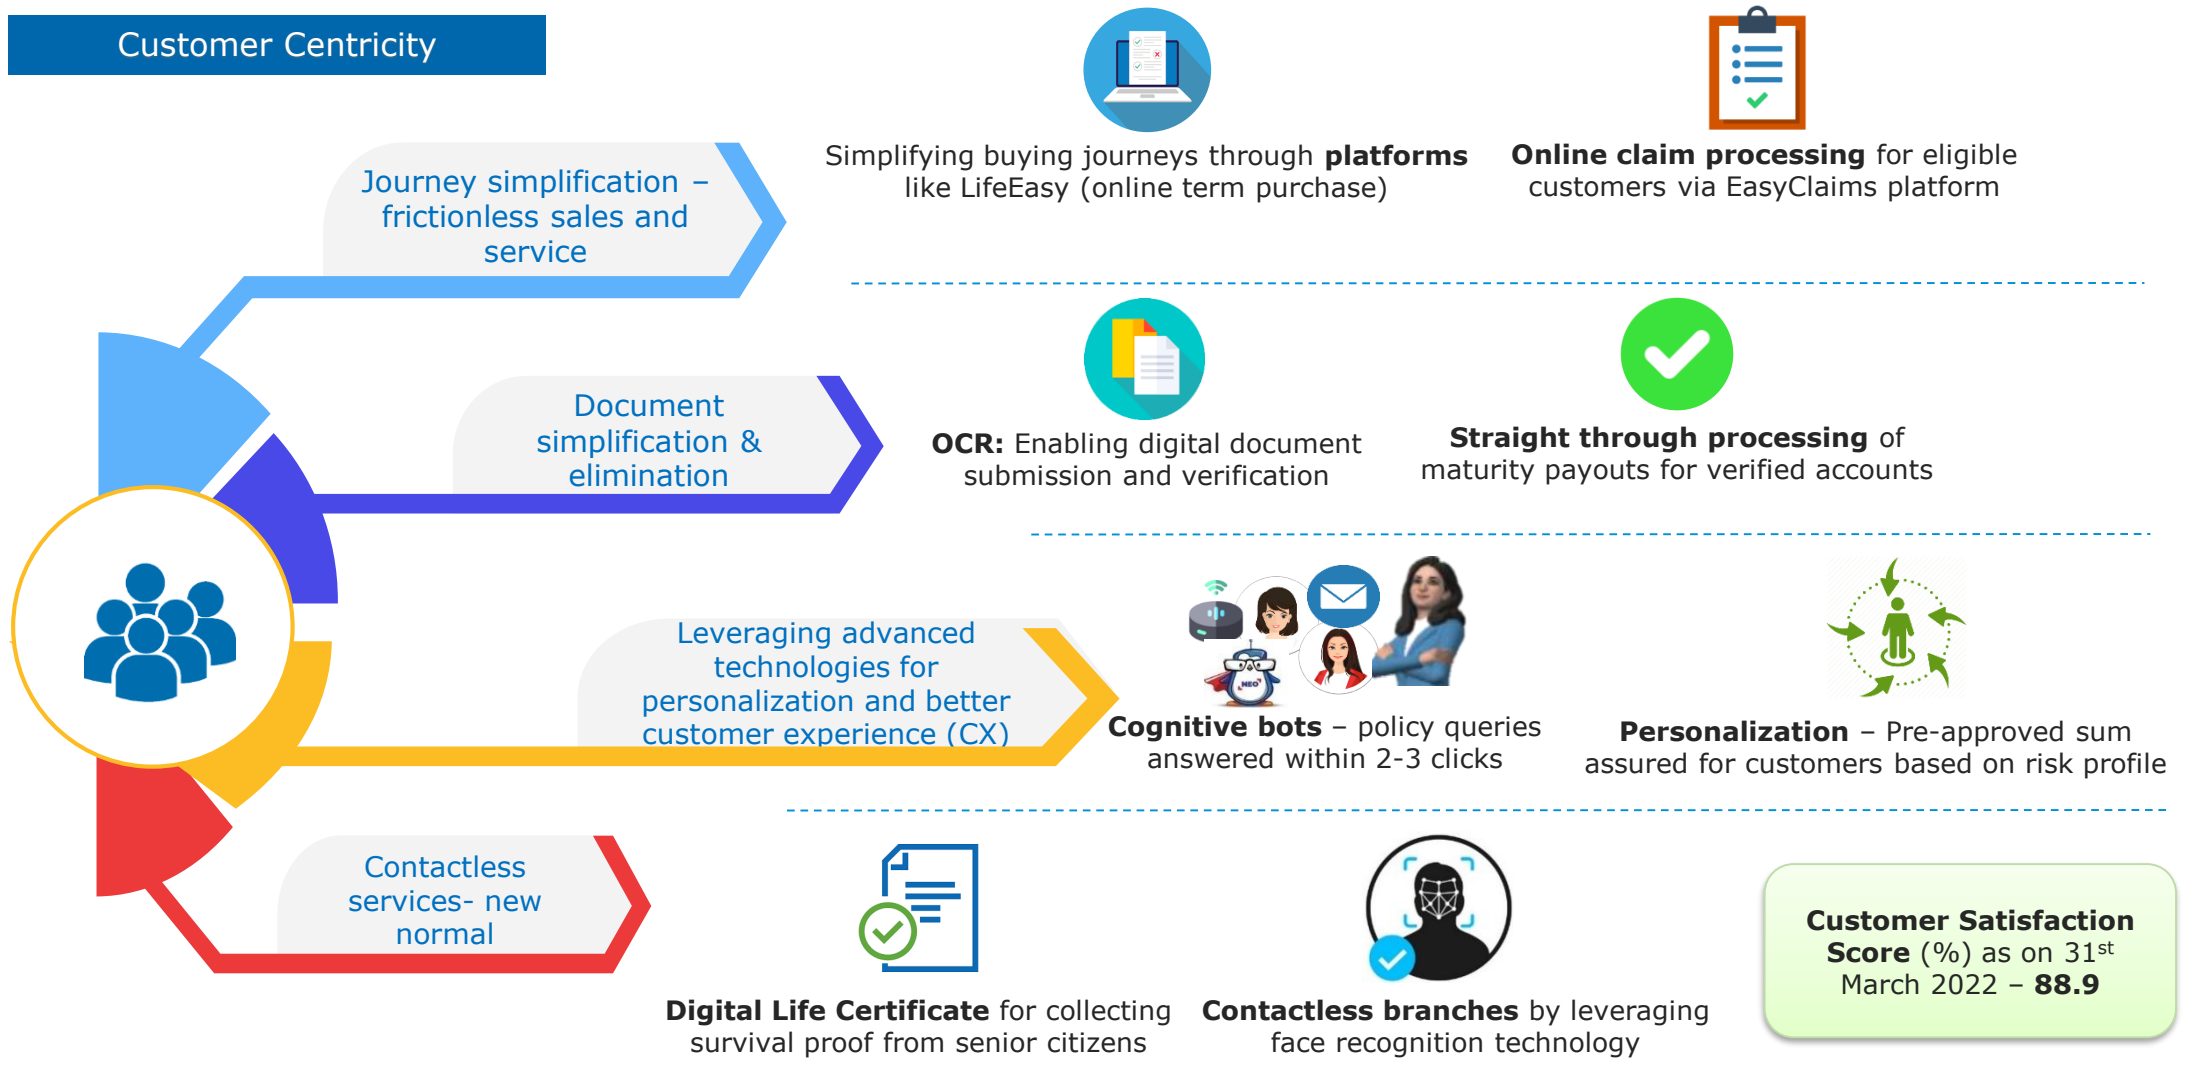 Customer Centricity
Journey simplification –
frictionless sales and
service
Simplifying buying journeys through platforms
like LifeEasy (online term purchase)
Online claim processing for eligible
customers via EasyClaims platform
Document
simplification &
elimination
OCR: Enabling digital document
submission and verification
Straight through processing of
maturity payouts for verified accounts
Leveraging advanced
technologies for
personalization and better
customer experience (CX)
NEO
Cognitive bots – policy queries
answered within 2-3 clicks
Personalization – Pre-approved sum
assured for customers based on risk profile
Contactless
services- new
normal
Digital Life Certificate for collecting
survival proof from senior citizens
Contactless branches by leveraging
face recognition technology
Customer Satisfaction
Score (%) as on 31st
March 2022 – 88.9